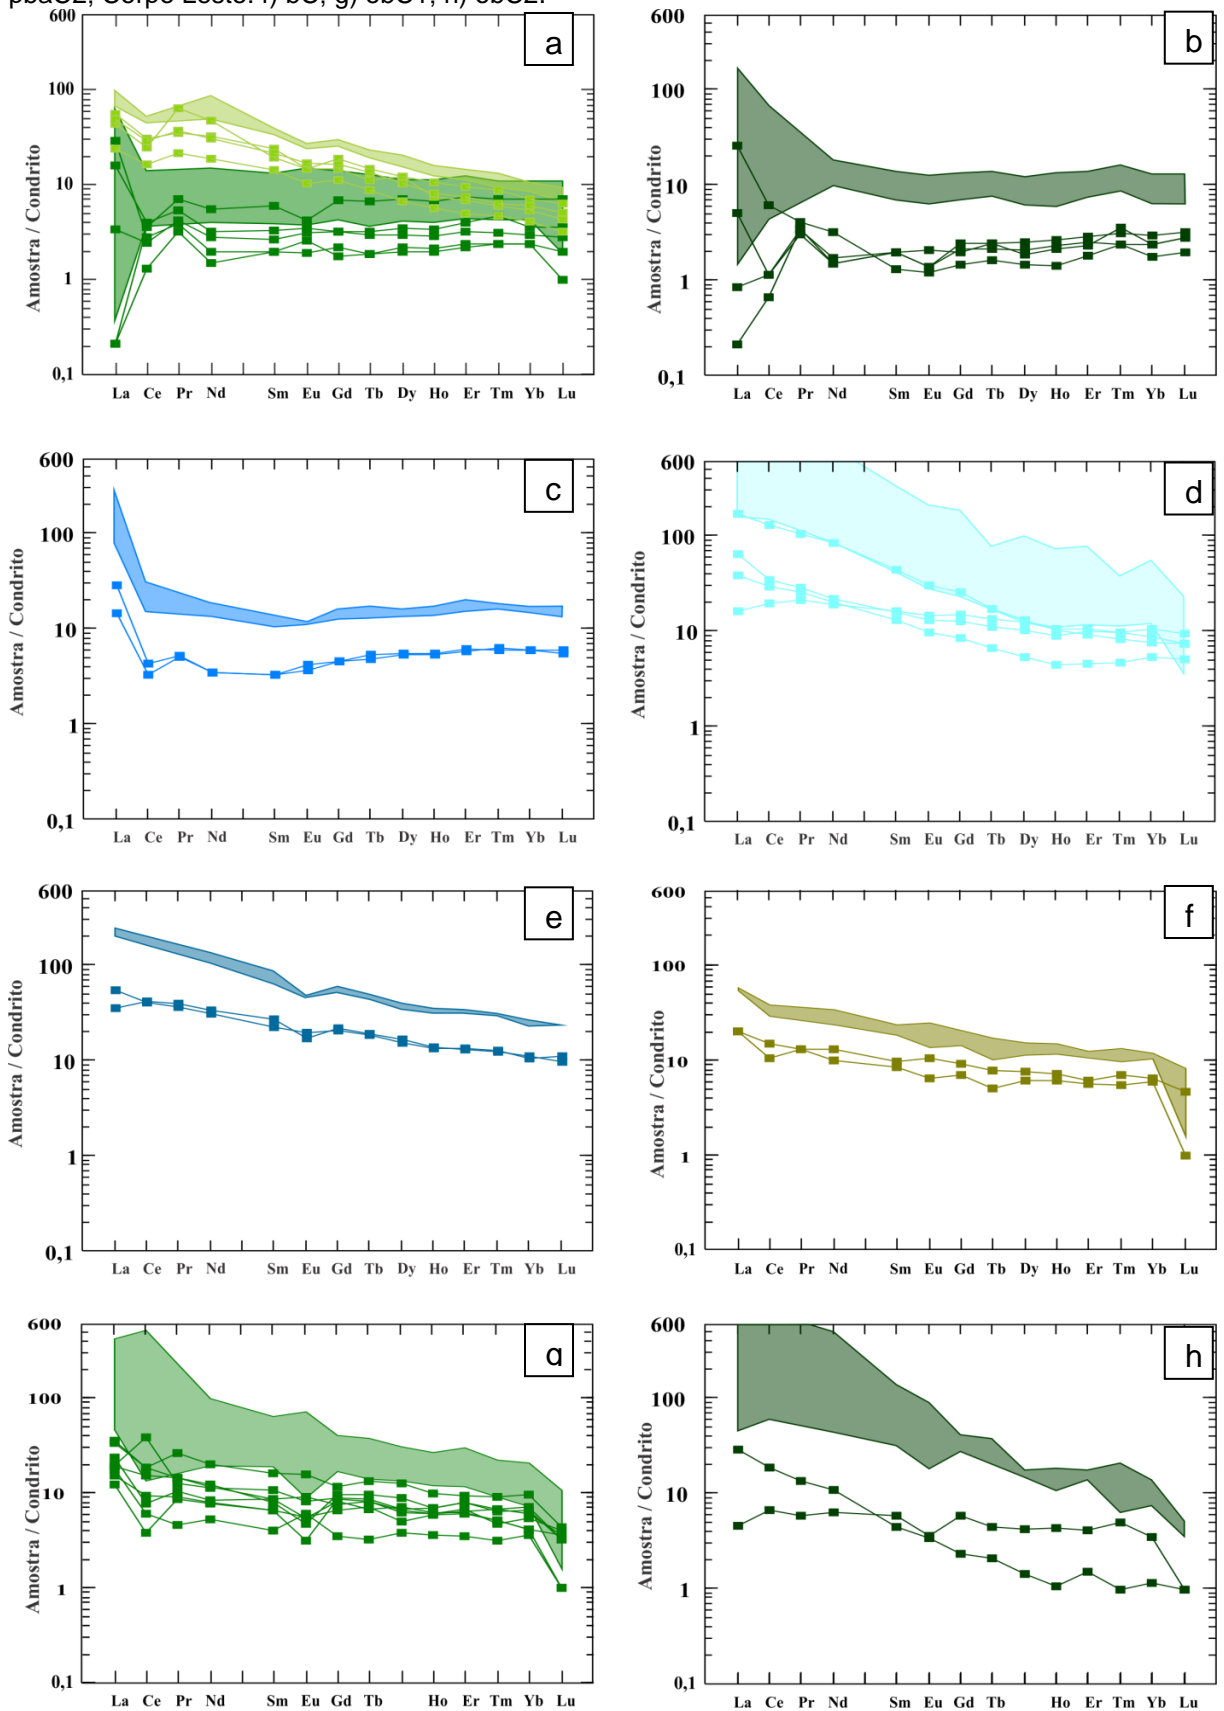 pbaC2; Corpo Leste: f) bC; g) obC1; h) obC2.
600 a 600 b
100 100
10 10
1 1
0,1 0,1
Amostra / Condrito Amostra / Condrito
La Ce Pr Nd Sm Eu Gd Tb Dy Ho Er Tm Yb Lu La Ce Pr Nd Sm Eu Gd Tb Dy Ho Er Tm Yb Lu
600 c 600 d
100 100
10 10
1 1
0,1 0,1
Amostra / Condrito Amostra / Condrito
La Ce Pr Nd Sm Eu Gd Tb Dy Ho Er Tm Yb Lu La Ce Pr Nd Sm Eu Gd Tb Dy Ho Er Tm Yb Lu
600 e 600 f
100 100
10 10
1 1
0,1 0,1
Amostra / Condrito Amostra / Condrito
La Ce Pr Nd Sm Eu Gd Tb Dy Ho Er Tm Yb Lu La Ce Pr Nd Sm Eu Gd Tb Dy Ho Er Tm Yb Lu
600 g 600 h
100 100
10 10
1 1
0,1 0,1
Amostra / Condrito Amostra / Condrito
La Ce Pr Nd Sm Eu Gd Tb Ho Er Tm Yb Lu La Ce Pr Nd Sm Eu Gd Tb Ho Er Tm Yb Lu